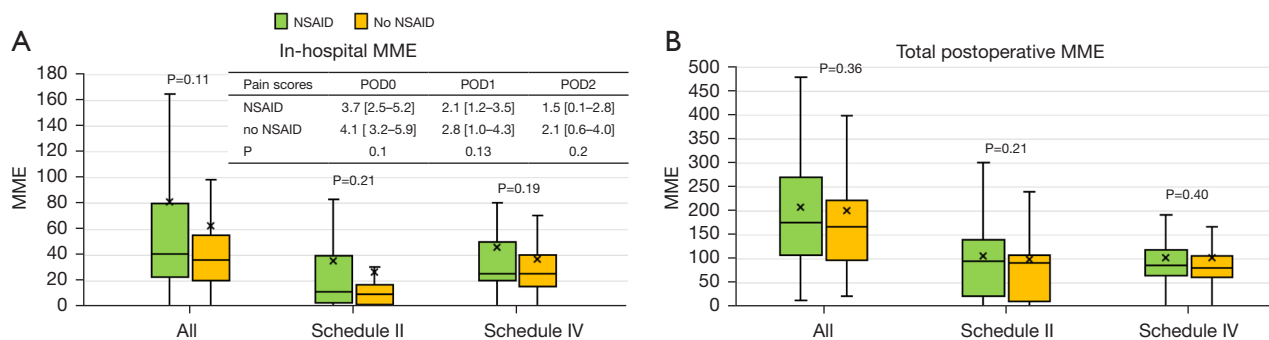 NSAID No NSAID
A
In-hospital MME
MME
180
160
140
120
100
80
60
40
20
0
P=0.11
Pain scores POD0 POD1 POD2
NSAID 3.7 [2.5–5.2] 2.1 [1.2–3.5] 1.5 [0.1–2.8]
no NSAID 4.1 [ 3.2–5.9] 2.8 [1.0–4.3] 2.1 [0.6–4.0]
P 0.1 0.13 0.2
P=0.21
P=0.19
All Schedule II Schedule IV
B
Total postoperative MME
MME
500
450
400
350
300
250
200
150
100
50
0
P=0.36
P=0.21
P=0.40
All Schedule II Schedule IV